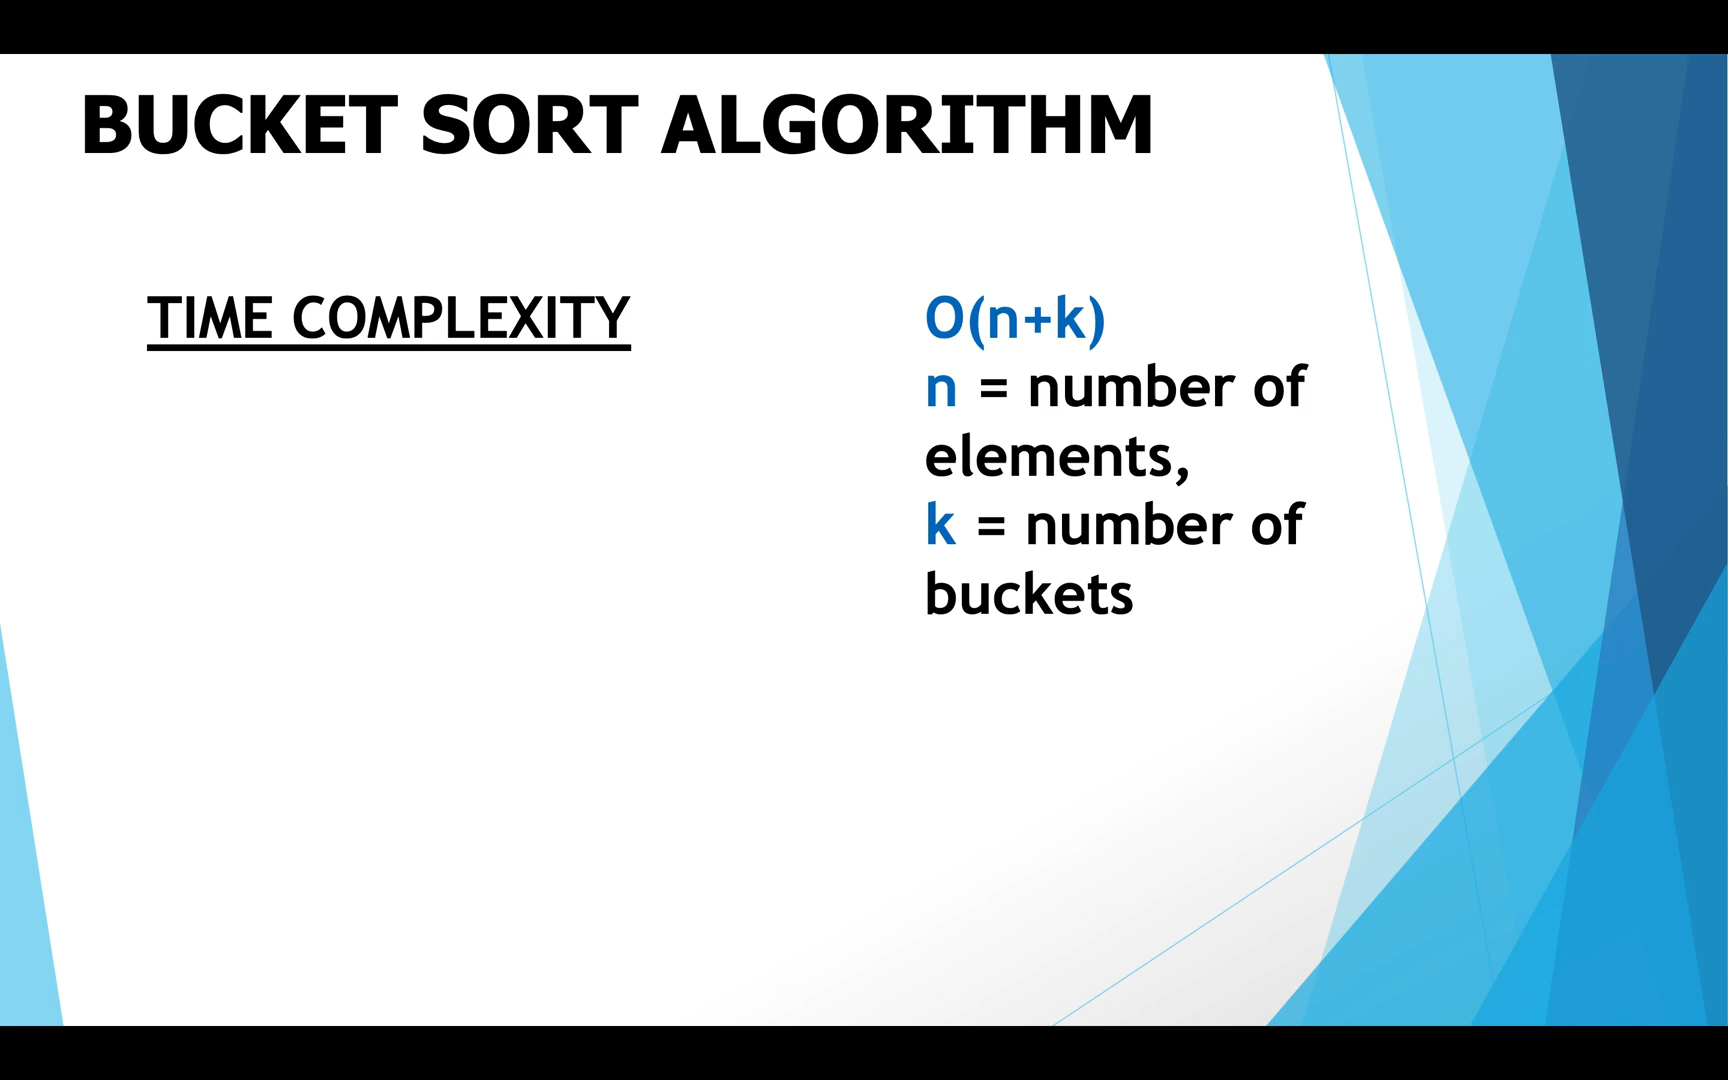 BUCKET SORT ALGORITHM
TIME COMPLEXITY
O(n+k)
n = number of
elements,
k = number of
buckets